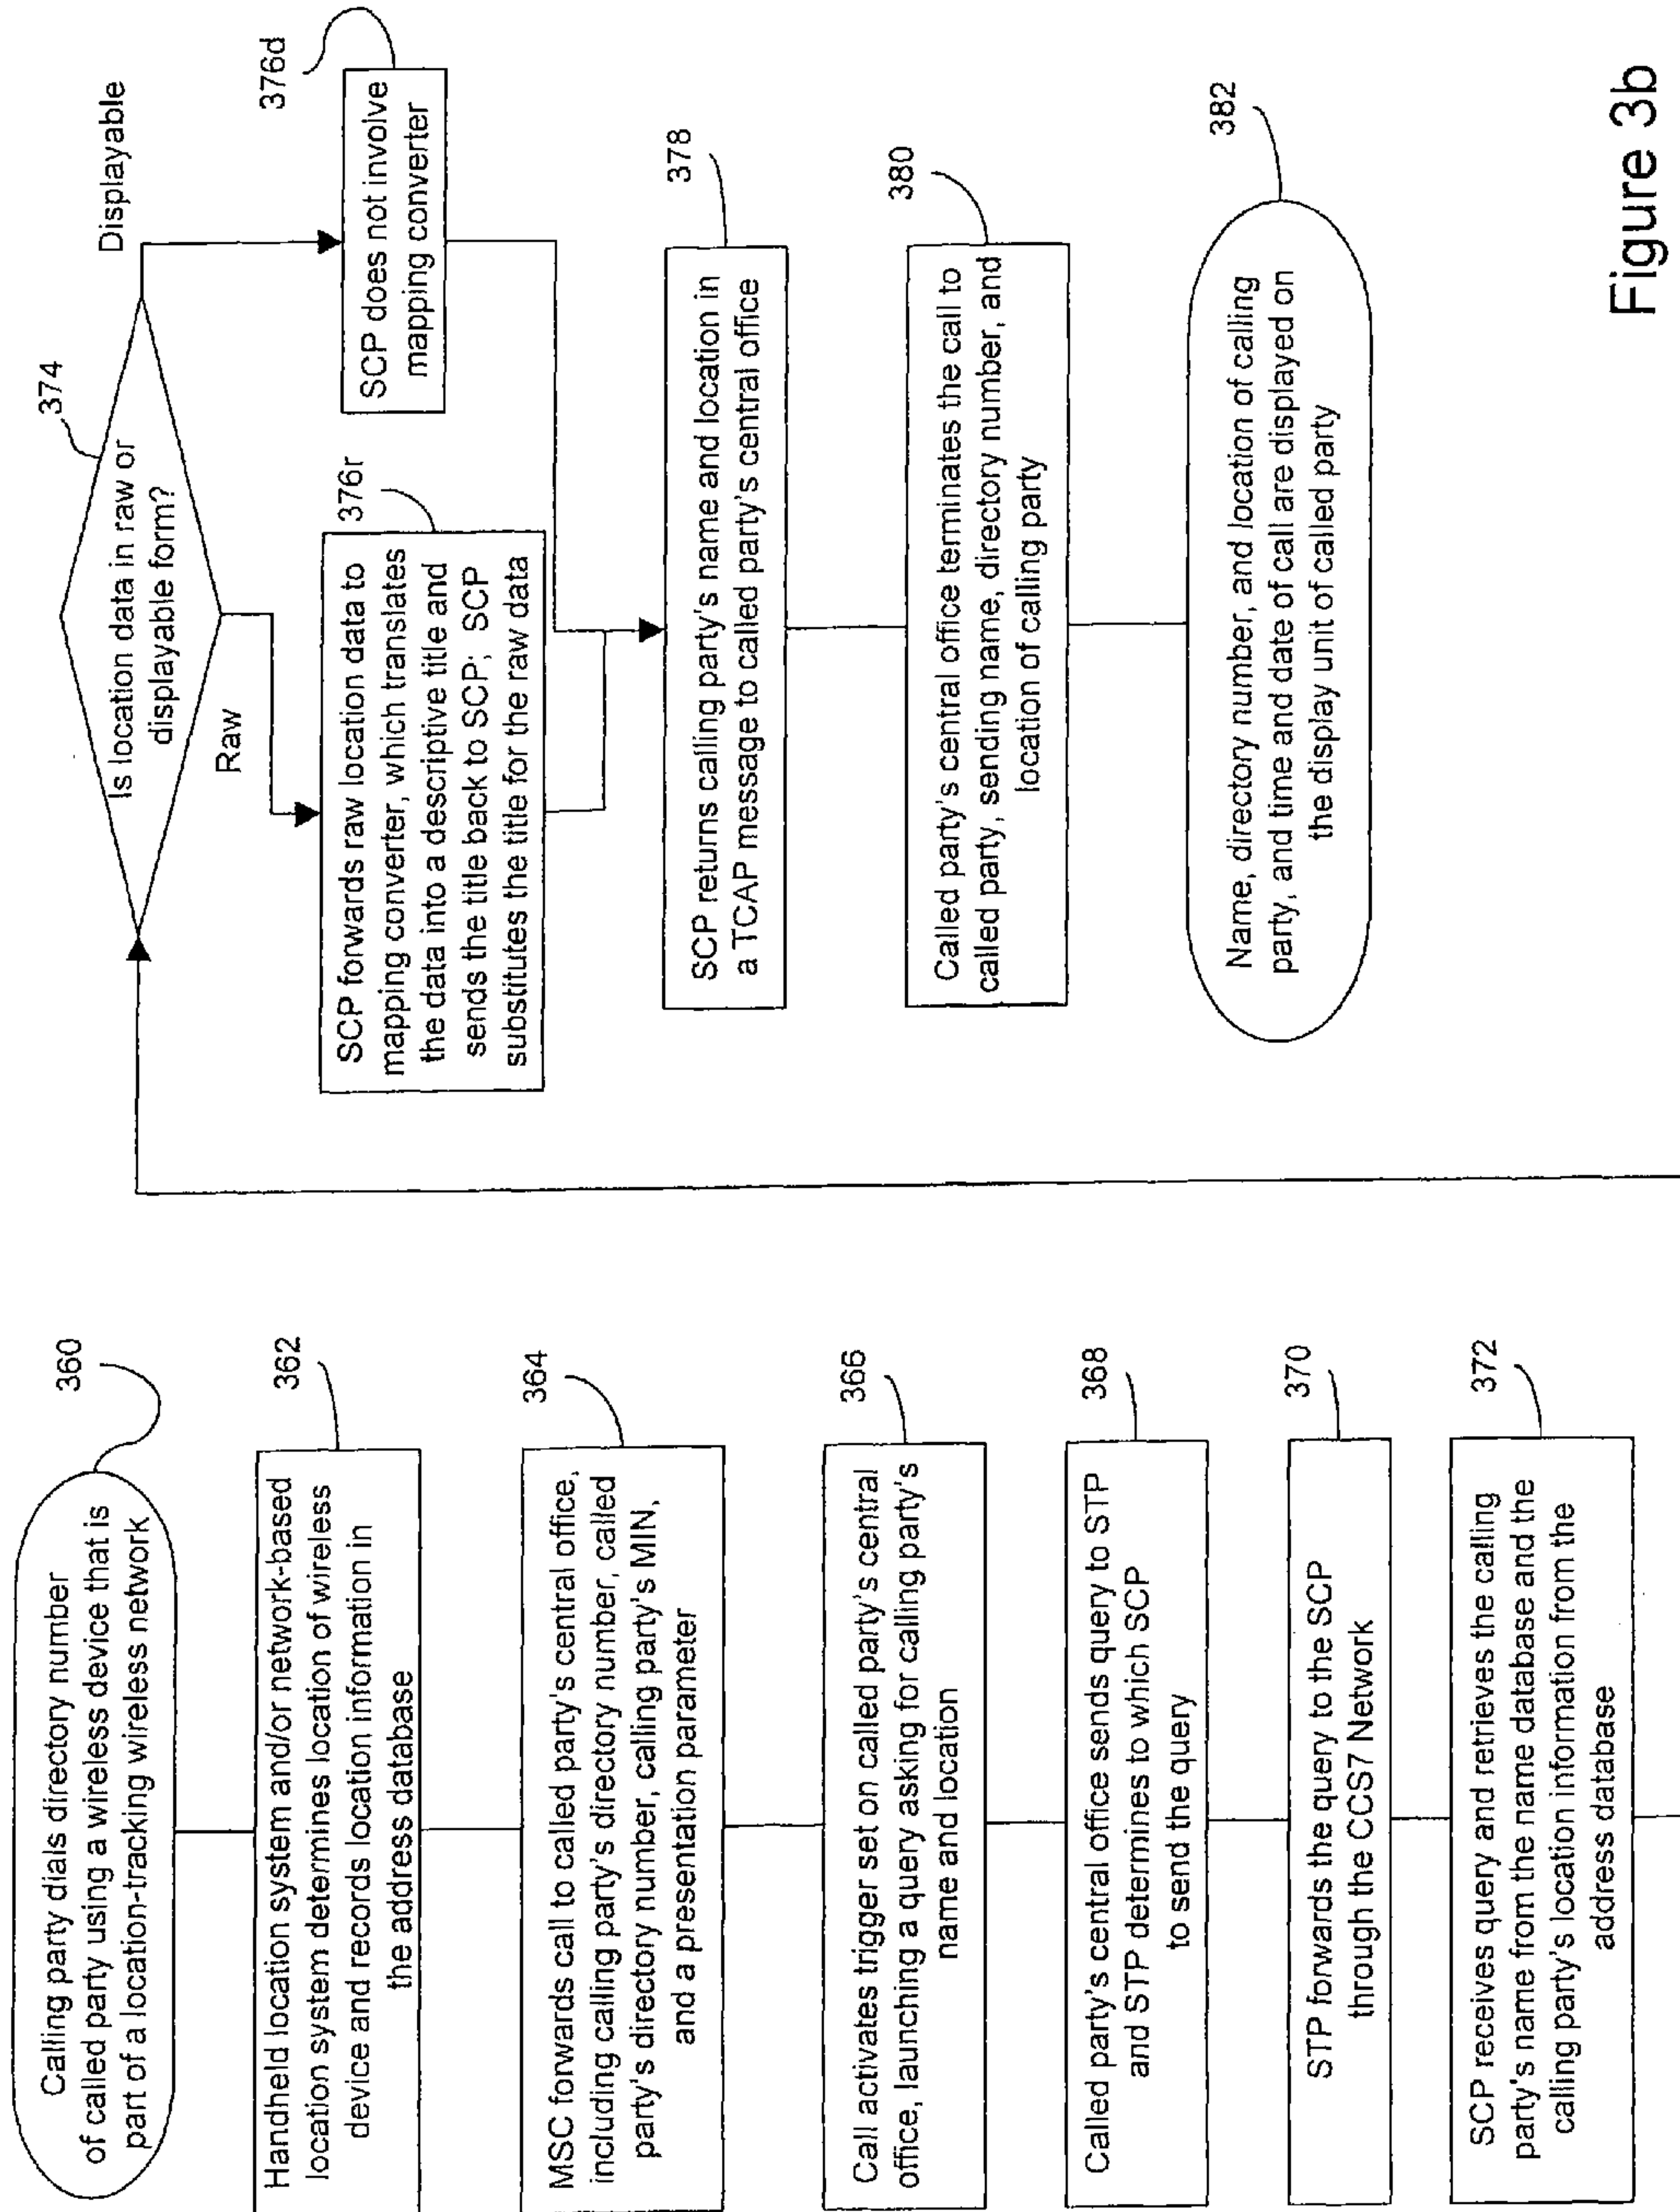 Calling party dials directory number
of called party using a wireless device that is
part of a location-tracking wireless network
360
Handheld location system and/or network-based
location system determines location of wireless
device and records location information in
the address database
362
MSC forwards call to called party's central office,
including calling party's directory number, called
party's directory number, calling party's MIN,
and a presentation parameter
364
Call activates trigger set on called party's central
office, launching a query asking for calling party's
name and location
366
Called party's central office sends query to STP
and STP determines to which SCP
to send the query
368
STP forwards the query to the SCP
through the CCS7 Network
370
SCP receives query and retrieves the calling
party's name from the name database and the
calling party's location information from the
address database
372
Is location data in raw or
displayable form?
374
Raw
Displayable
SCP forwards raw location data to
mapping converter, which translates
the data into a descriptive title and
sends the title back to SCP; SCP
substitutes the title for the raw data
376r
SCP does not involve
mapping converter
376d
SCP returns calling party's name and location in
a TCAP message to called party's central office
378
Called party's central office terminates the call to
called party, sending name, directory number, and
location of calling party
380
Name, directory number, and location of calling
party, and time and date of call are displayed on
the display unit of called party
382
Figure 3b